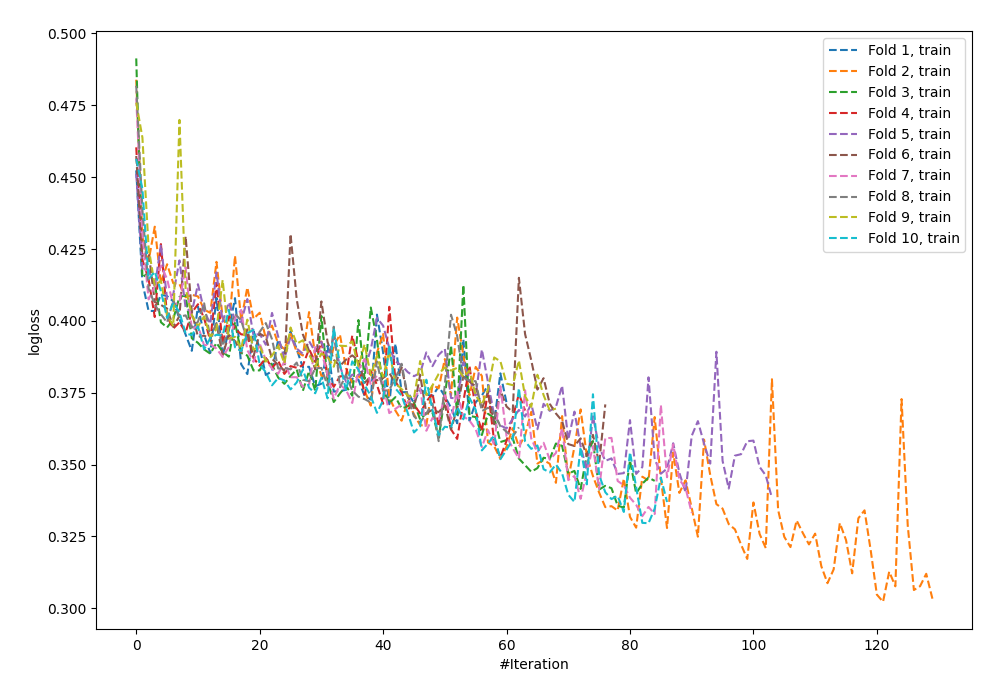 0.500
0.475
0.450
0.425
0.400
0.375
0.350
0.325
0.300
logloss
0
20
40
60
80
100
120
#Iteration
Fold 1, train
Fold 2, train
Fold 3, train
Fold 4, train
Fold 5, train
Fold 6, train
Fold 7, train
Fold 8, train
Fold 9, train
Fold 10, train